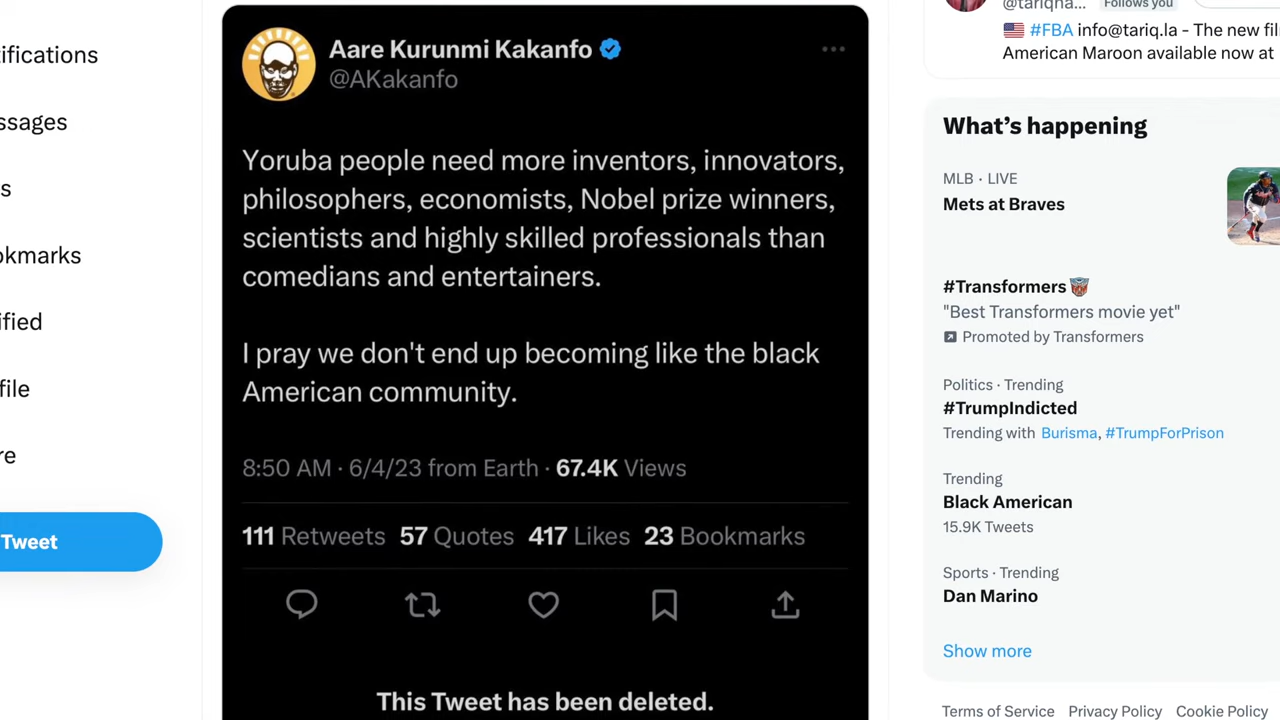 ifications
ssages
s
okmarks
ified
file
re
Tweet
Aare Kurunmi Kakanfo
@AKakanfo
Yoruba people need more inventors, innovators,
philosophers, economists, Nobel prize winners,
scientists and highly skilled professionals than
comedians and entertainers.
I pray we don't end up becoming like the black
American community.
8:50 AM · 6/4/23 from Earth · 67.4K Views
111 Retweets 57 Quotes 417 Likes 23 Bookmarks
This Tweet has been deleted.
@tariqna... Follows you
#FBA info@tariq.la - The new fil
American Maroon available now at
What's happening
MLB · LIVE
Mets at Braves
#Transformers
"Best Transformers movie yet"
Promoted by Transformers
Politics · Trending
#TrumpIndicted
Trending with Burisma, #TrumpForPrison
Trending
Black American
15.9K Tweets
Sports · Trending
Dan Marino
Show more
Terms of Service Privacy Policy Cookie Policy